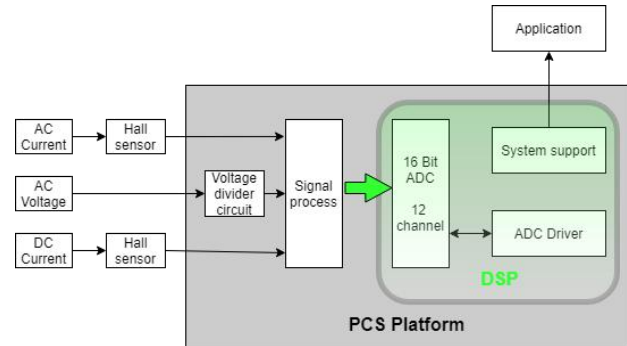 Application
AC
Current
Hall
sensor
AC
Voltage
Voltage
divider
circuit
DC
Current
Hall
sensor
Signal
process
16 Bit
ADC
12
channel
System support
ADC Driver
DSP
PCS Platform